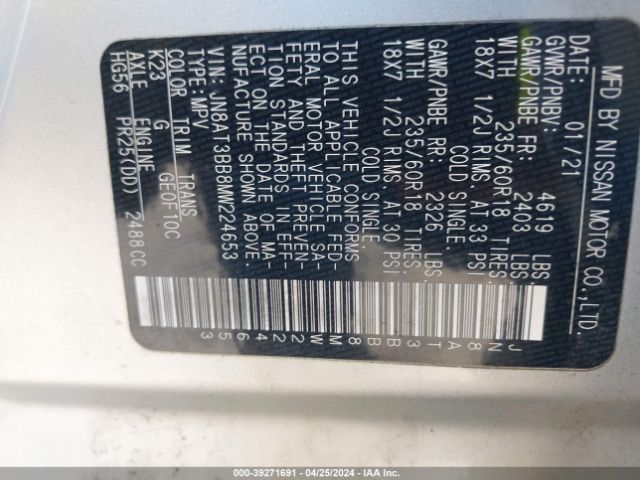 MFD BY NISSAN MOTOR CO.,LTD.
DATE: 01/21
GVWR/PNBV: 4619 LBS.
GAWR/PNBE FR: 2403 LBS.
WITH 235/60R18 TIRES
18X7 1/2J RIMS, AT 33 PSI
COLD SINGLE.
GAWR/PNBE RR: 2326 LBS.
WITH 235/60R18 TIRES
18X7 1/2J RIMS, AT 30 PSI
COLD SINGLE.
THIS VEHICLE CONFORMS
TO ALL APPLICABLE FED-
ERAL MOTOR VEHICLE SA-
FETY AND THEFT PREVEN-
TION STANDARDS IN EFF-
ECT ON THE DATE OF MA-
NUFACTURE SHOWN ABOVE.
VIN: JN8AT3BB8MW224653
TYPE: MPV
COLOR TRIM TRANS
K23 G GE0F10C
AXLE ENGINE
HG56 PR25(DD) 2488CC
JN8AT3BB8MW224653
000-39271691 - 04/25/2024 - IAA Inc.